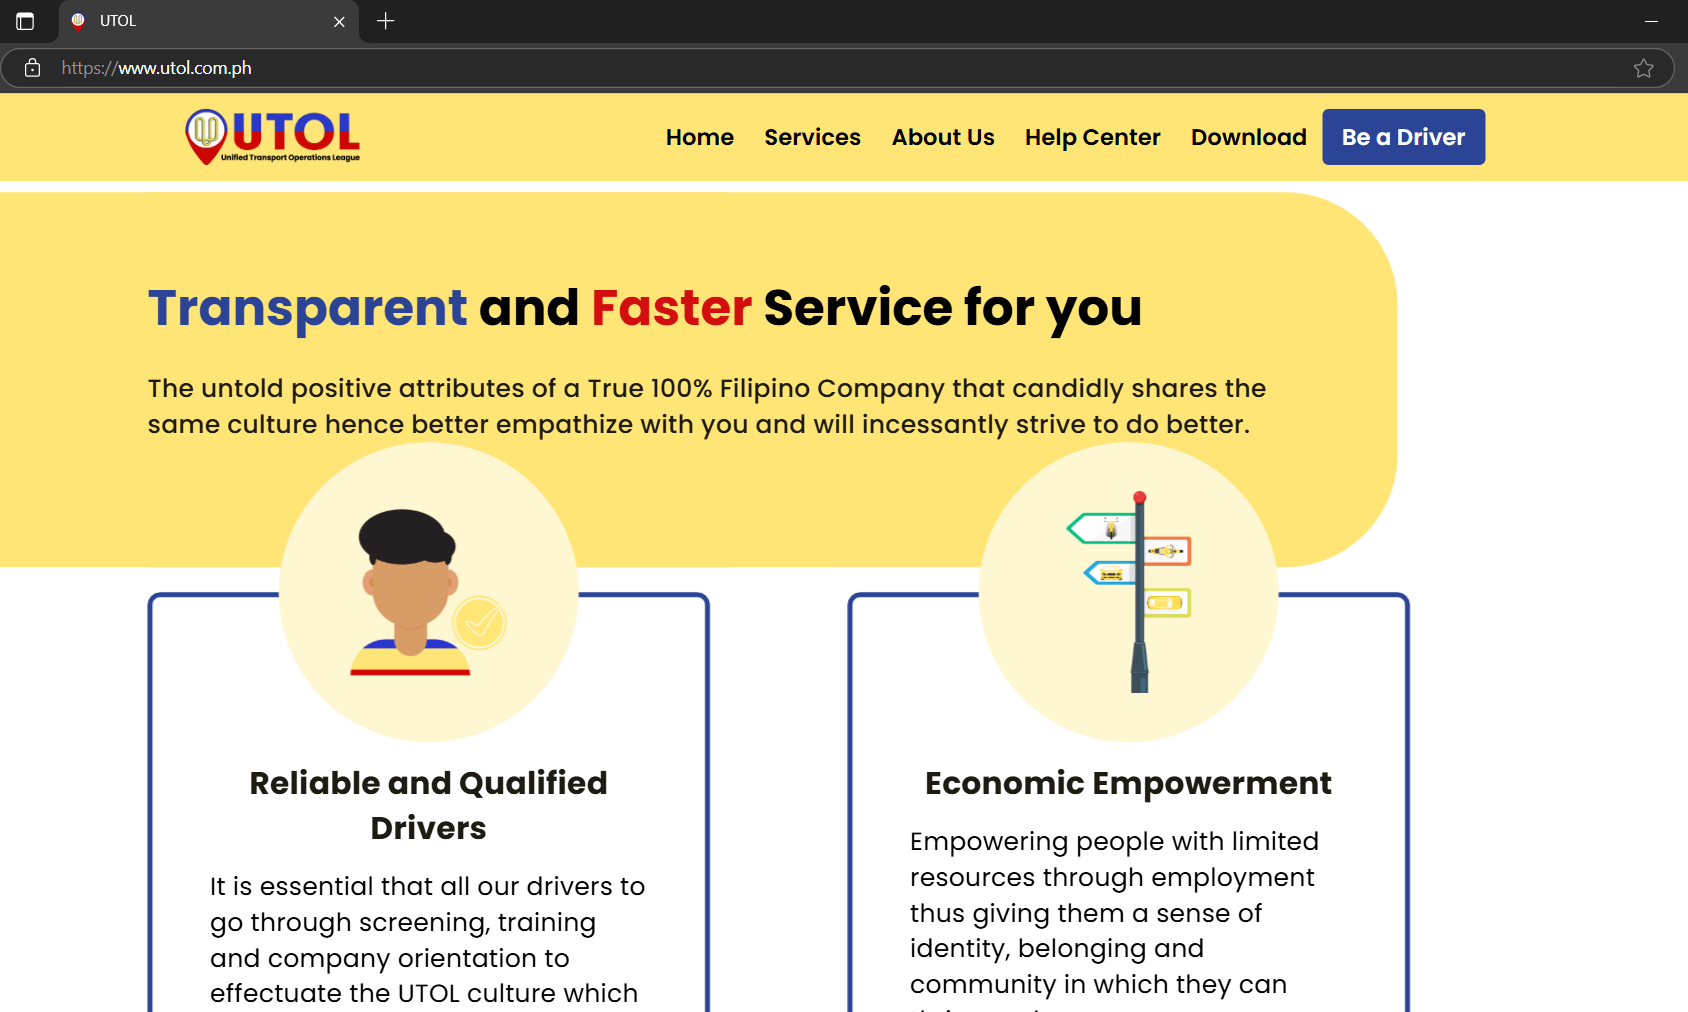 UTOL
https://www.utol.com.ph
UTOL
Unified Transport Operations League
Home Services About Us Help Center Download Be a Driver
Transparent and Faster Service for you
The untold positive attributes of a True 100% Filipino Company that candidly shares the
same culture hence better empathize with you and will incessantly strive to do better.
Reliable and Qualified
Drivers
It is essential that all our drivers to
go through screening, training
and company orientation to
effectuate the UTOL culture which
Economic Empowerment
Empowering people with limited
resources through employment
thus giving them a sense of
identity, belonging and
community in which they can